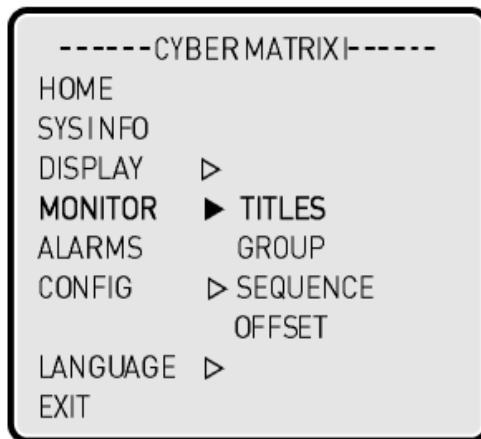 ------CYBERMATRIXI------
HOME
SYSINFO
DISPLAY ▷
MONITOR ▶ TITLES
ALARMS GROUP
CONFIG ▷ SEQUENCE
OFFSET
LANGUAGE ▷
EXIT